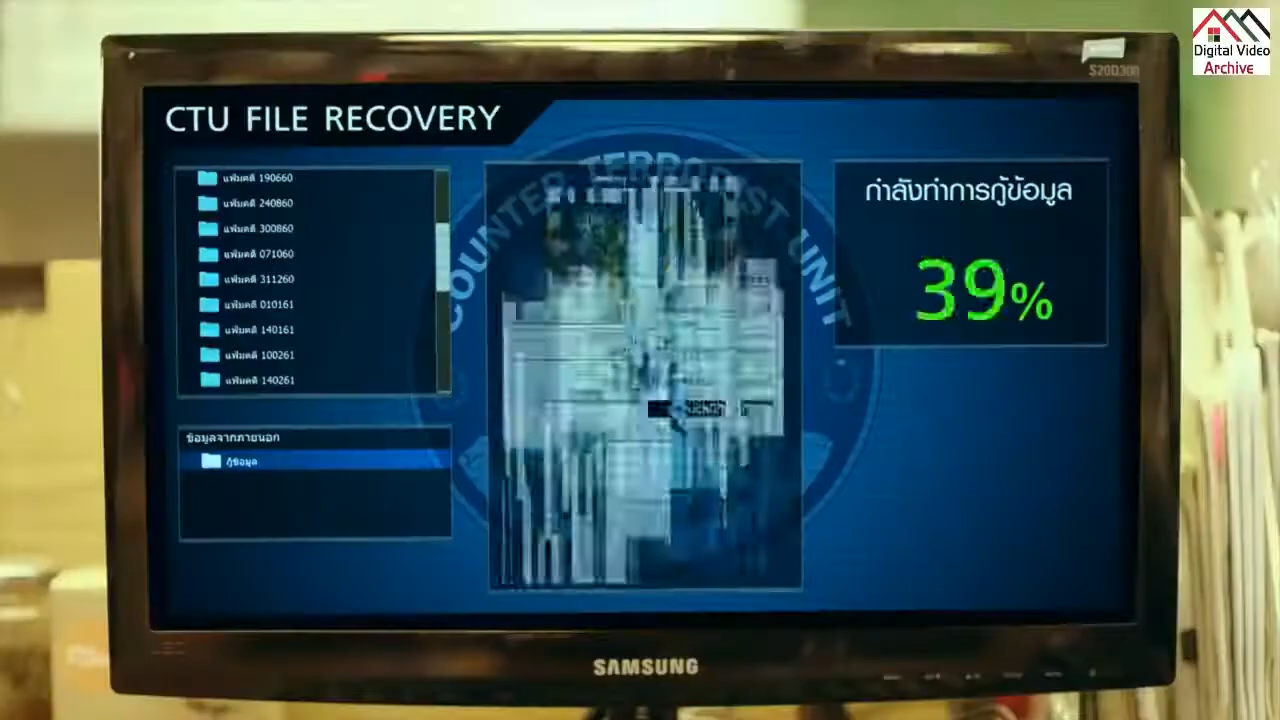 Digital Video
Archive
S20D300
CTU FILE RECOVERY
COUNTER TERRORIST UNIT
แฟ้มคดี 190660
แฟ้มคดี 240860
แฟ้มคดี 300860
แฟ้มคดี 071060
แฟ้มคดี 311260
แฟ้มคดี 010161
แฟ้มคดี 140161
แฟ้มคดี 100261
แฟ้มคดี 140261
ข้อมูลจากภายนอก
กู้ข้อมูล
กำลังทำการกู้ข้อมูล
39%
SAMSUNG